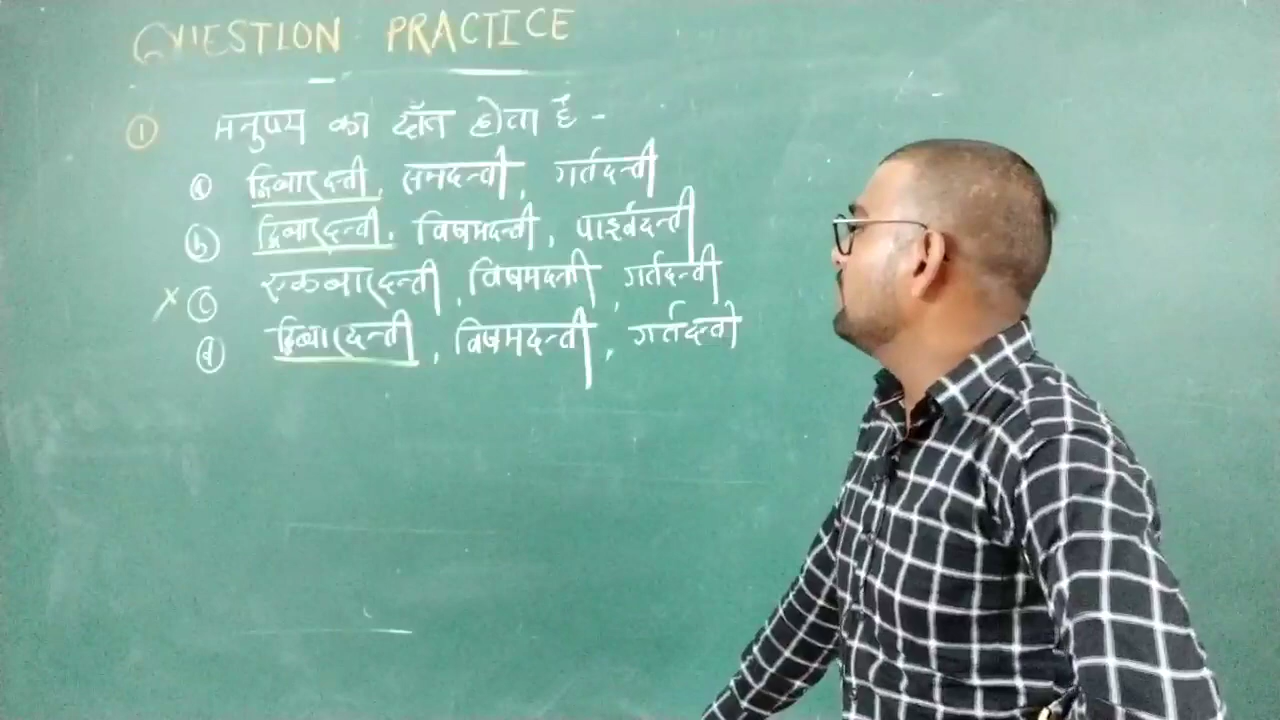 QUESTION PRACTICE
① मनुष्य का दाँत होता है -
ⓐ द्विबारदन्ती, समदन्ती, गर्तदन्ती
ⓑ द्विबारदन्ती, विषमदन्ती, पार्श्वदन्ती
x ⓒ एकबारदन्ती, विषमदन्ती, गर्तदन्ती
ⓓ द्विबारदन्ती, विषमदन्ती, गर्तदन्ती